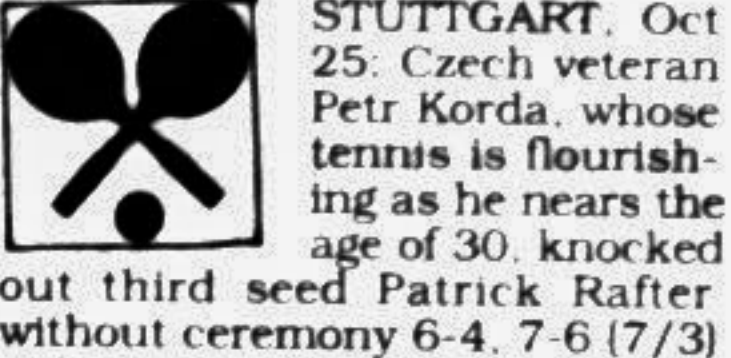 STUTTGART, Oct
25: Czech veteran
Petr Korda, whose
tennis is flourish-
ing as he nears the
age of 30, knocked
out third seed Patrick Rafter
without ceremony 6-4, 7-6 (7/3)